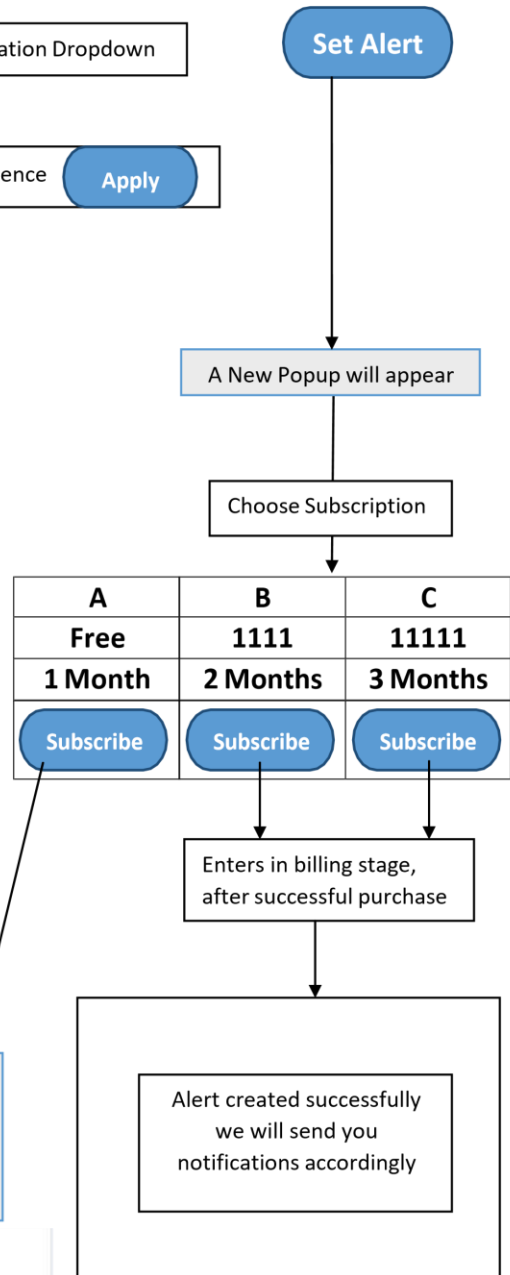 ation Dropdown
Set Alert
ence
Apply
A New Popup will appear
Choose Subscription
A B C
Free 1111 11111
1 Month 2 Months 3 Months
Subscribe Subscribe Subscribe
Enters in billing stage,
after successful purchase
Alert created successfully
we will send you
notifications accordingly